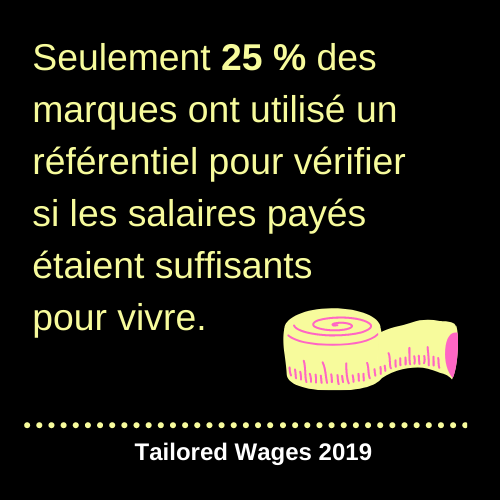 Seulement 25 % des
marques ont utilisé un
référentiel pour vérifier
si les salaires payés
étaient suffisants
pour vivre.
Tailored Wages 2019